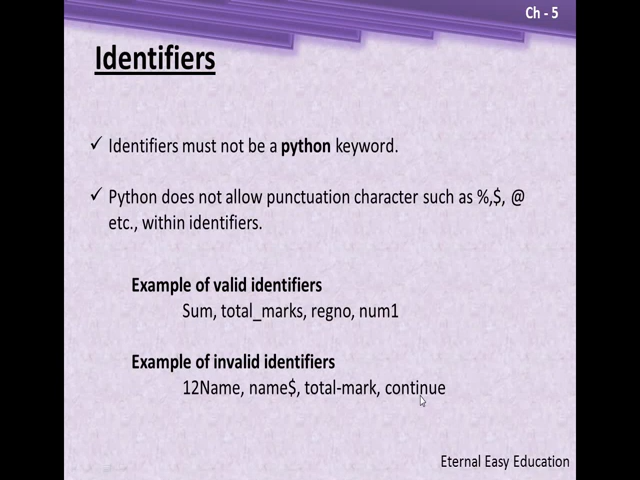 Ch - 5
Identifiers
✓ Identifiers must not be a python keyword.
✓ Python does not allow punctuation character such as %,$, @
etc., within identifiers.
Example of valid identifiers
Sum, total_marks, regno, num1
Example of invalid identifiers
12Name, name$, total-mark, continue
Eternal Easy Education